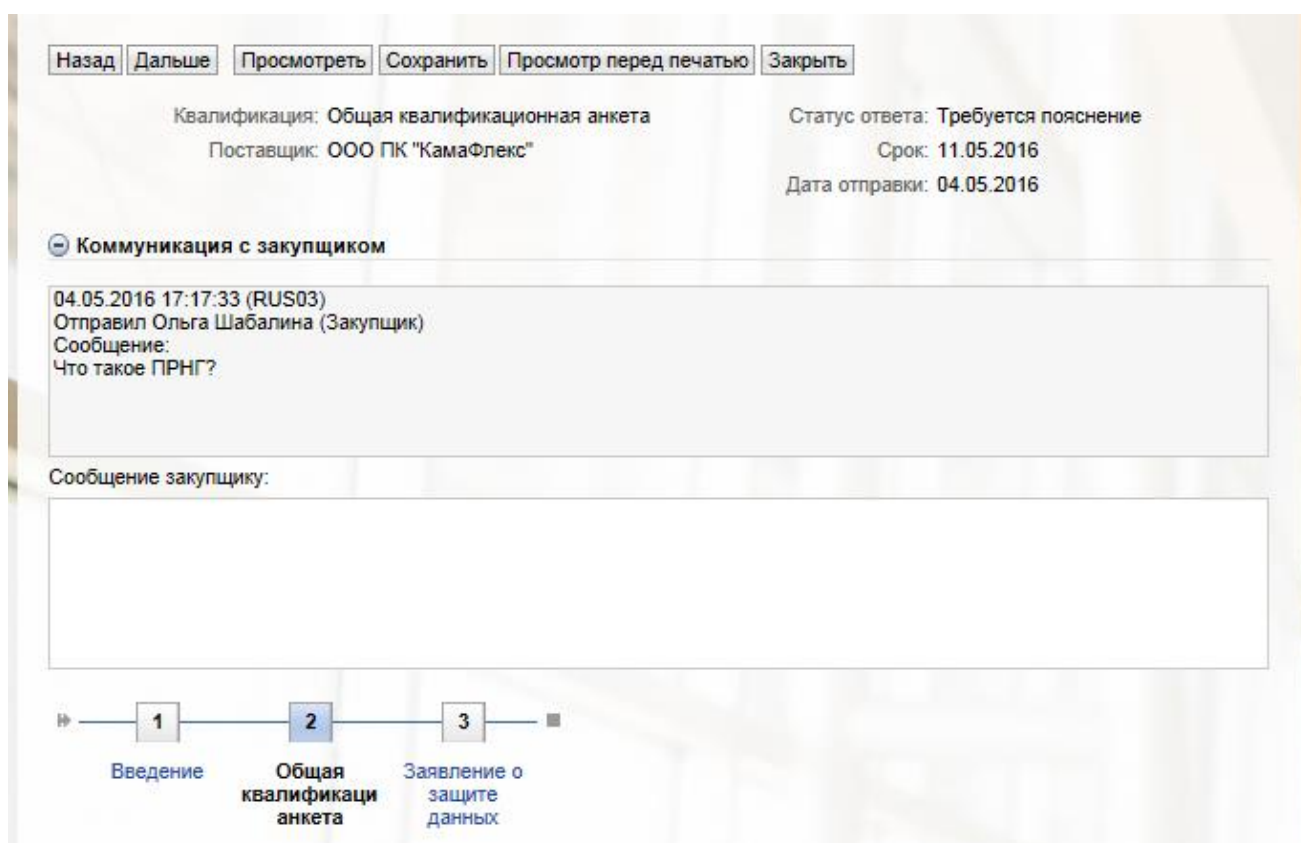 Назад Дальше Просмотреть Сохранить Просмотр перед печатью Закрыть
Квалификация: Общая квалификационная анкета Статус ответа: Требуется пояснение
Поставщик: ООО ПК "КамаФлекс" Срок: 11.05.2016
Дата отправки: 04.05.2016
Коммуникация с закупщиком
04.05.2016 17:17:33 (RUS03)
Отправил Ольга Шабалина (Закупщик)
Сообщение:
Что такое ПРНГ?
Сообщение закупщику:
1 2 3
Введение Общая Заявление о
квалификаци защите
анкета данных